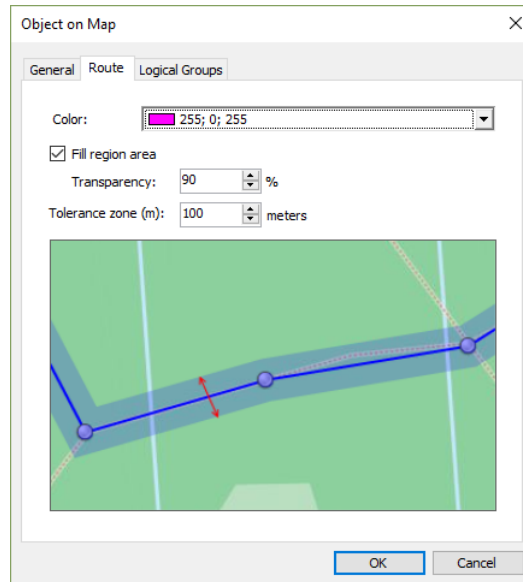 Object on Map
General Route Logical Groups
Color: 255; 0; 255
Fill region area
Transparency: 90 %
Tolerance zone (m): 100 meters
OK Cancel